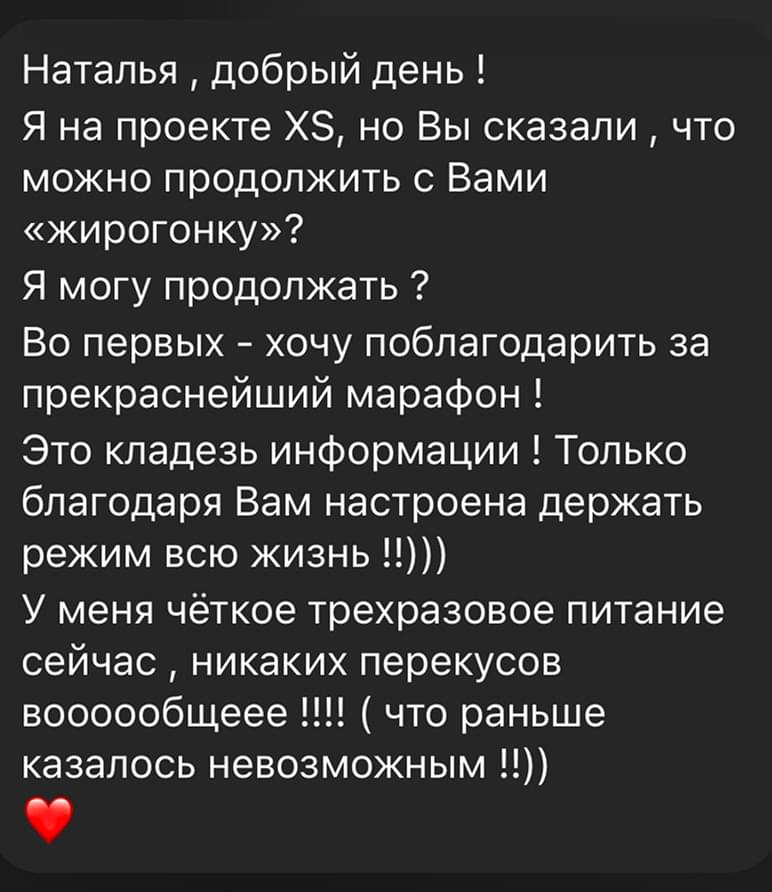 Наталья , добрый день !
Я на проекте XS, но Вы сказали , что
можно продолжить с Вами
«жирогонку»?
Я могу продолжать ?
Во первых - хочу поблагодарить за
прекраснейший марафон !
Это кладезь информации ! Только
благодаря Вам настроена держать
режим всю жизнь !!)))
У меня чёткое трехразовое питание
сейчас , никаких перекусов
воооообщеее !!!! ( что раньше
казалось невозможным !!))
❤️